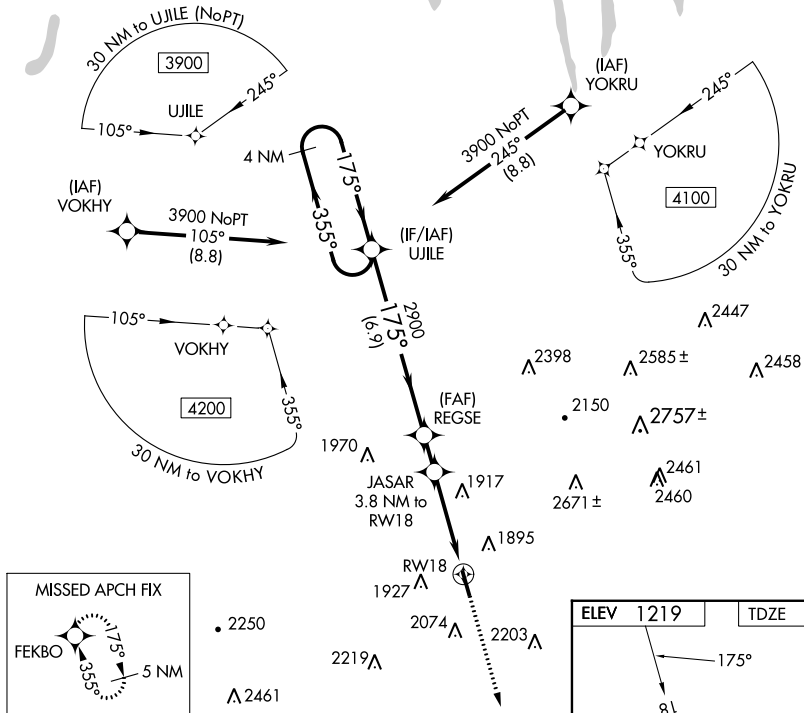 30 NM to UJILE (NoPT)
3900
245°
UJILE
105°
(IAF)
YOKRU
3900 NoPT
245°
(8.8)
245°
YOKRU
4100
355°
30 NM to YOKRU
4 NM
175°
355°
(IAF)
VOKHY
3900 NoPT
105°
(8.8)
(IF/IAF)
UJILE
2900
175°
(6.9)
105°
VOKHY
4200
355°
30 NM to VOKHY
2447
2398
2585 ±
2458
2150
2757 ±
(FAF)
REGSE
1970
JASAR
3.8 NM to
RW18
1917
2671 ±
2461
2460
1895
RW18
1927
2074
2203
2219
2250
2461
MISSED APCH FIX
FEKBO
175°
355°
5 NM
ELEV 1219
TDZE
175°
18